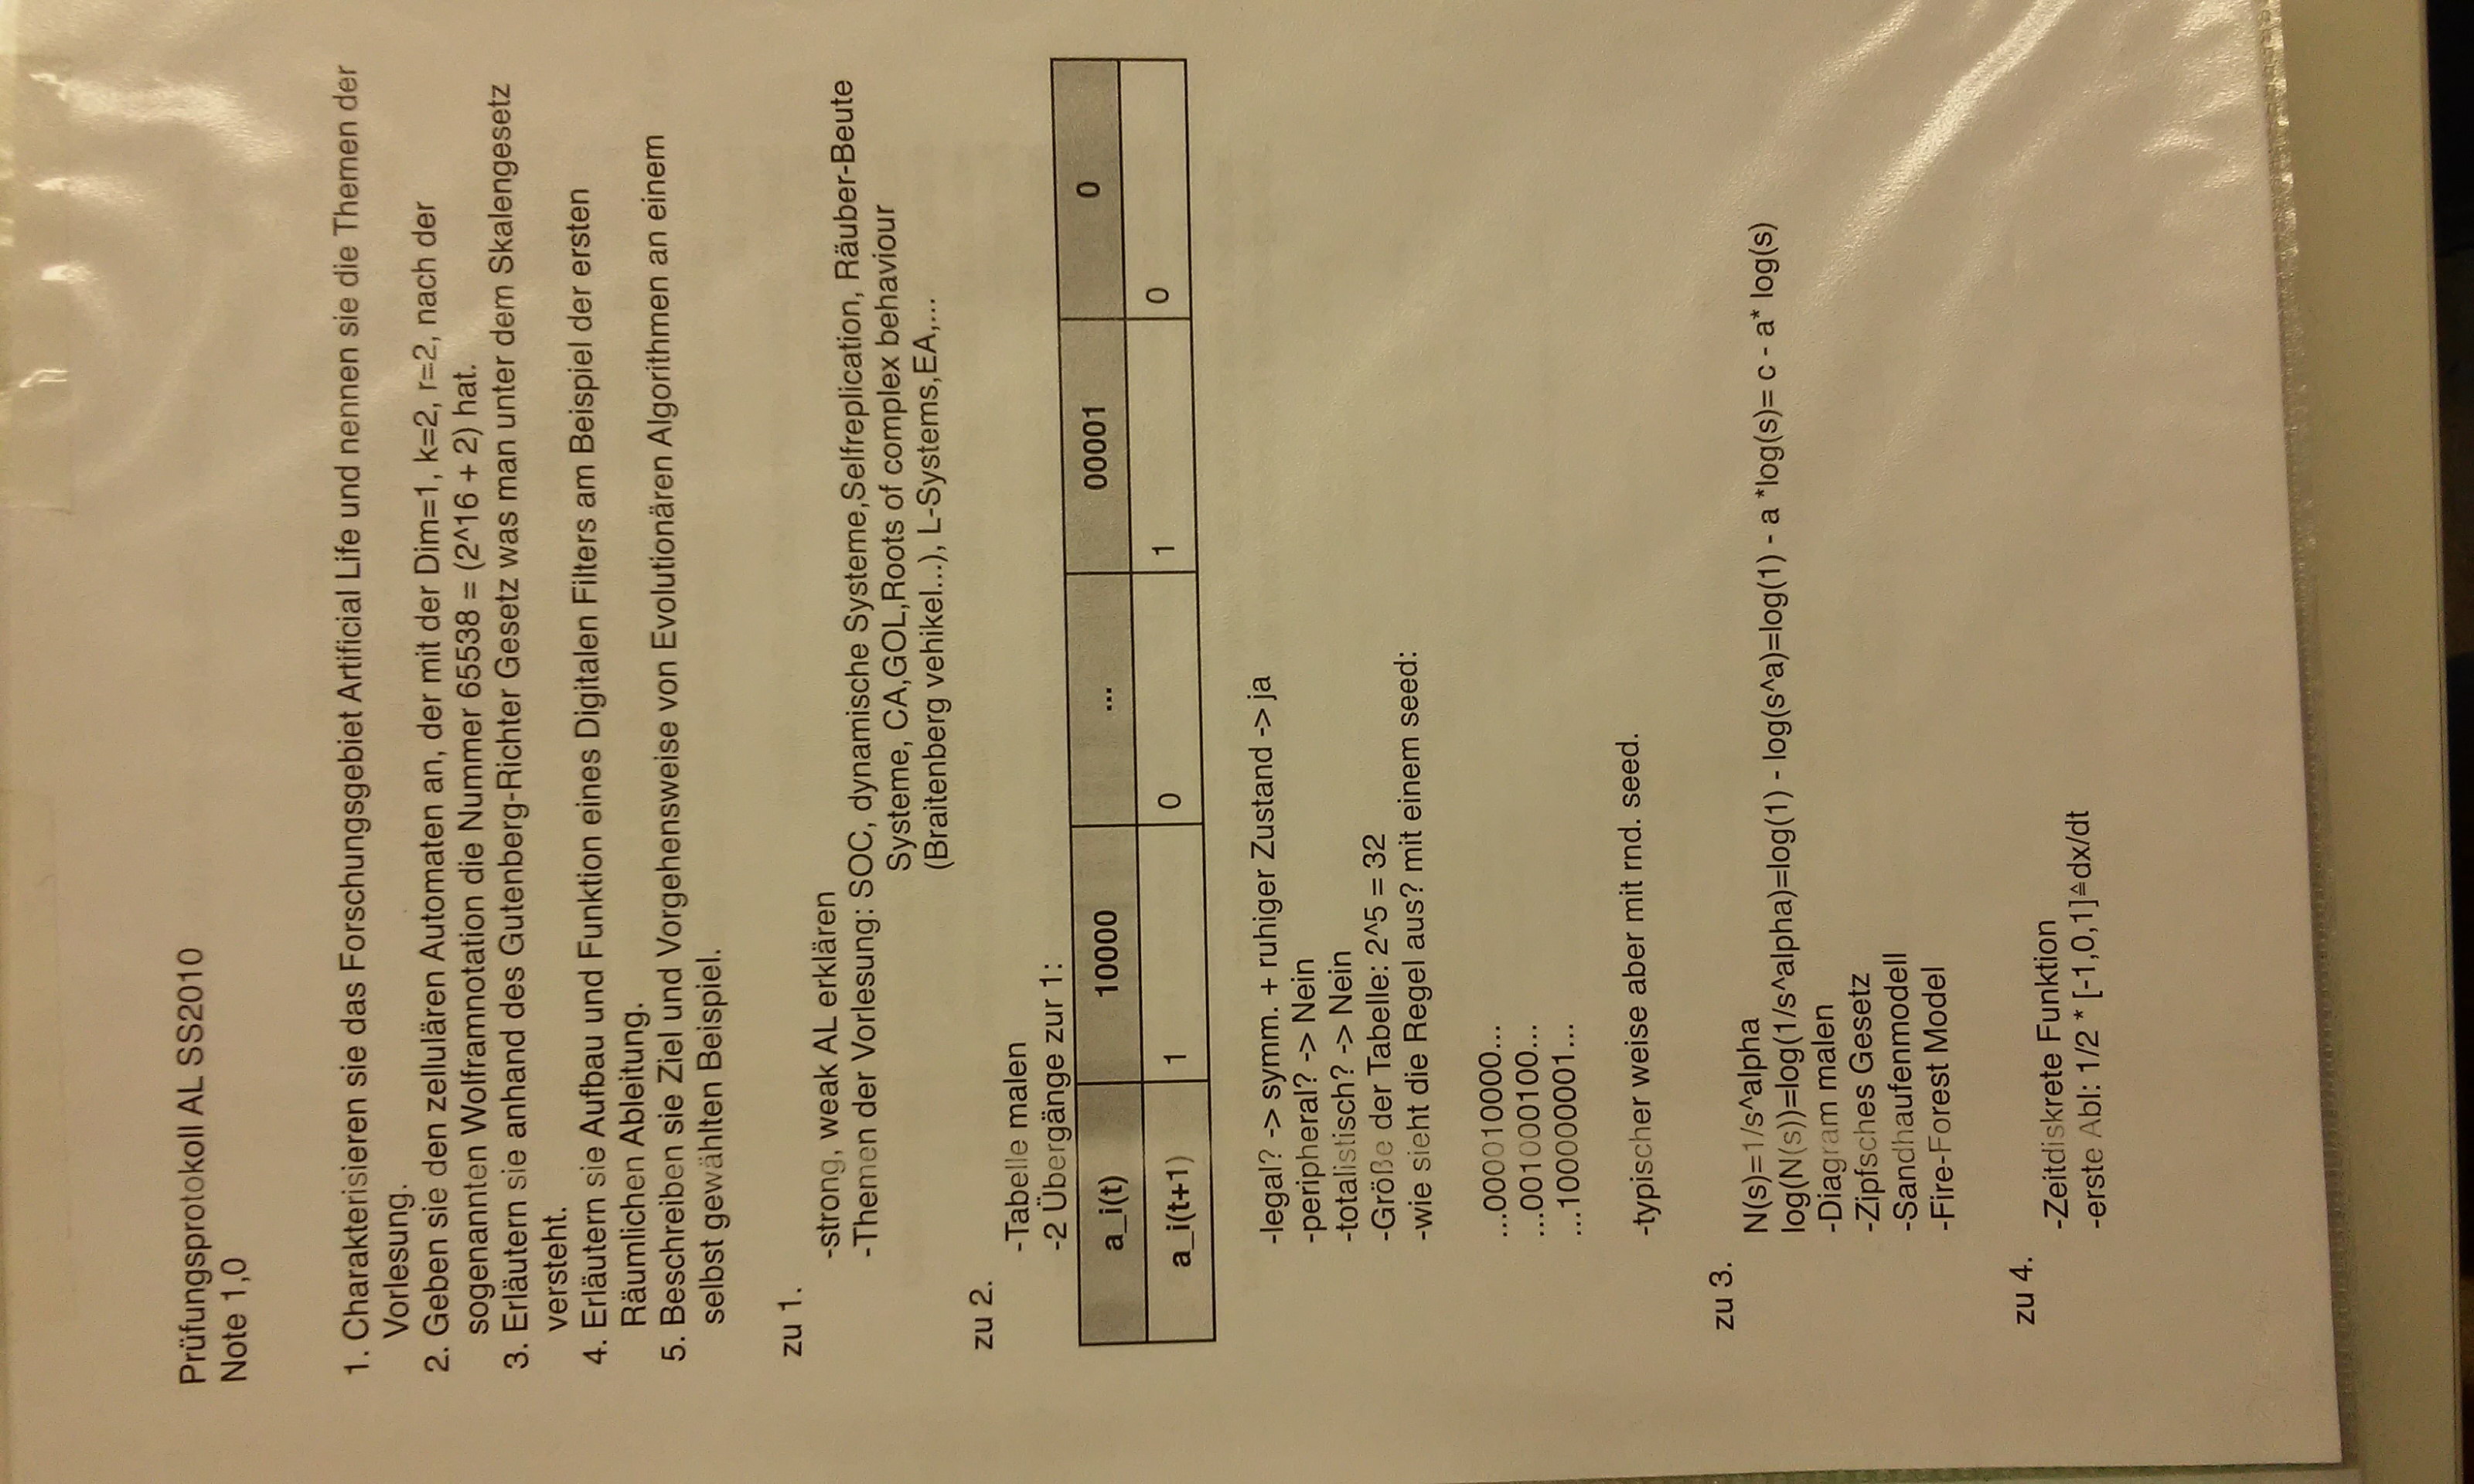 Prüfungsprotokoll AL SS2010
Note 1,0
1. Charakterisieren sie das Forschungsgebiet Artificial Life und nennen sie die Themen der
Vorlesung.
2. Geben sie den zellulären Automaten an, der mit der Dim=1, k=2, r=2, nach der
sogenannten Wolframnotation die Nummer 65538 = (2^16 + 2) hat.
3. Erläutern sie anhand des Gutenberg-Richter Gesetz was man unter dem Skalengesetz
versteht.
4. Erläutern sie Aufbau und Funktion eines Digitalen Filters am Beispiel der ersten
Räumlichen Ableitung.
5. Beschreiben sie Ziel und Vorgehensweise von Evolutionären Algorithmen an einem
selbst gewählten Beispiel.
zu 1.
-strong, weak AL erklären
-Themen der Vorlesung: SOC, dynamische Systeme,Selfreplication, Räuber-Beute
Systeme, CA,GOL,Roots of complex behaviour
(Braitenberg vehikel...), L-Systems,EA,...
zu 2.
-Tabelle malen
-2 Übergänge zur 1:
a_i(t) 10000 ... 00001 0
a_i(t+1) 1 0 1 0
-legal? -> symm. + ruhiger Zustand -> ja
-peripheral? -> Nein
-totalistisch? -> Nein
-Größe der Tabelle: 2^5 = 32
-wie sieht die Regel aus? mit einem seed:
...000010000...
...001000100...
...100000001...
-typischer weise aber mit rnd. seed.
zu 3.
N(s)=1/s^alpha
log(N(s))=log(1/s^alpha)=log(1) - log(s^a)=log(1) - a *log(s)= c - a* log(s)
-Diagram malen
-Zipfsches Gesetz
-Sandhaufenmodell
-Fire-Forest Model
zu 4.
-Zeitdiskrete Funktion
-erste Abl: 1/2 * [-1,0,1]≙dx/dt